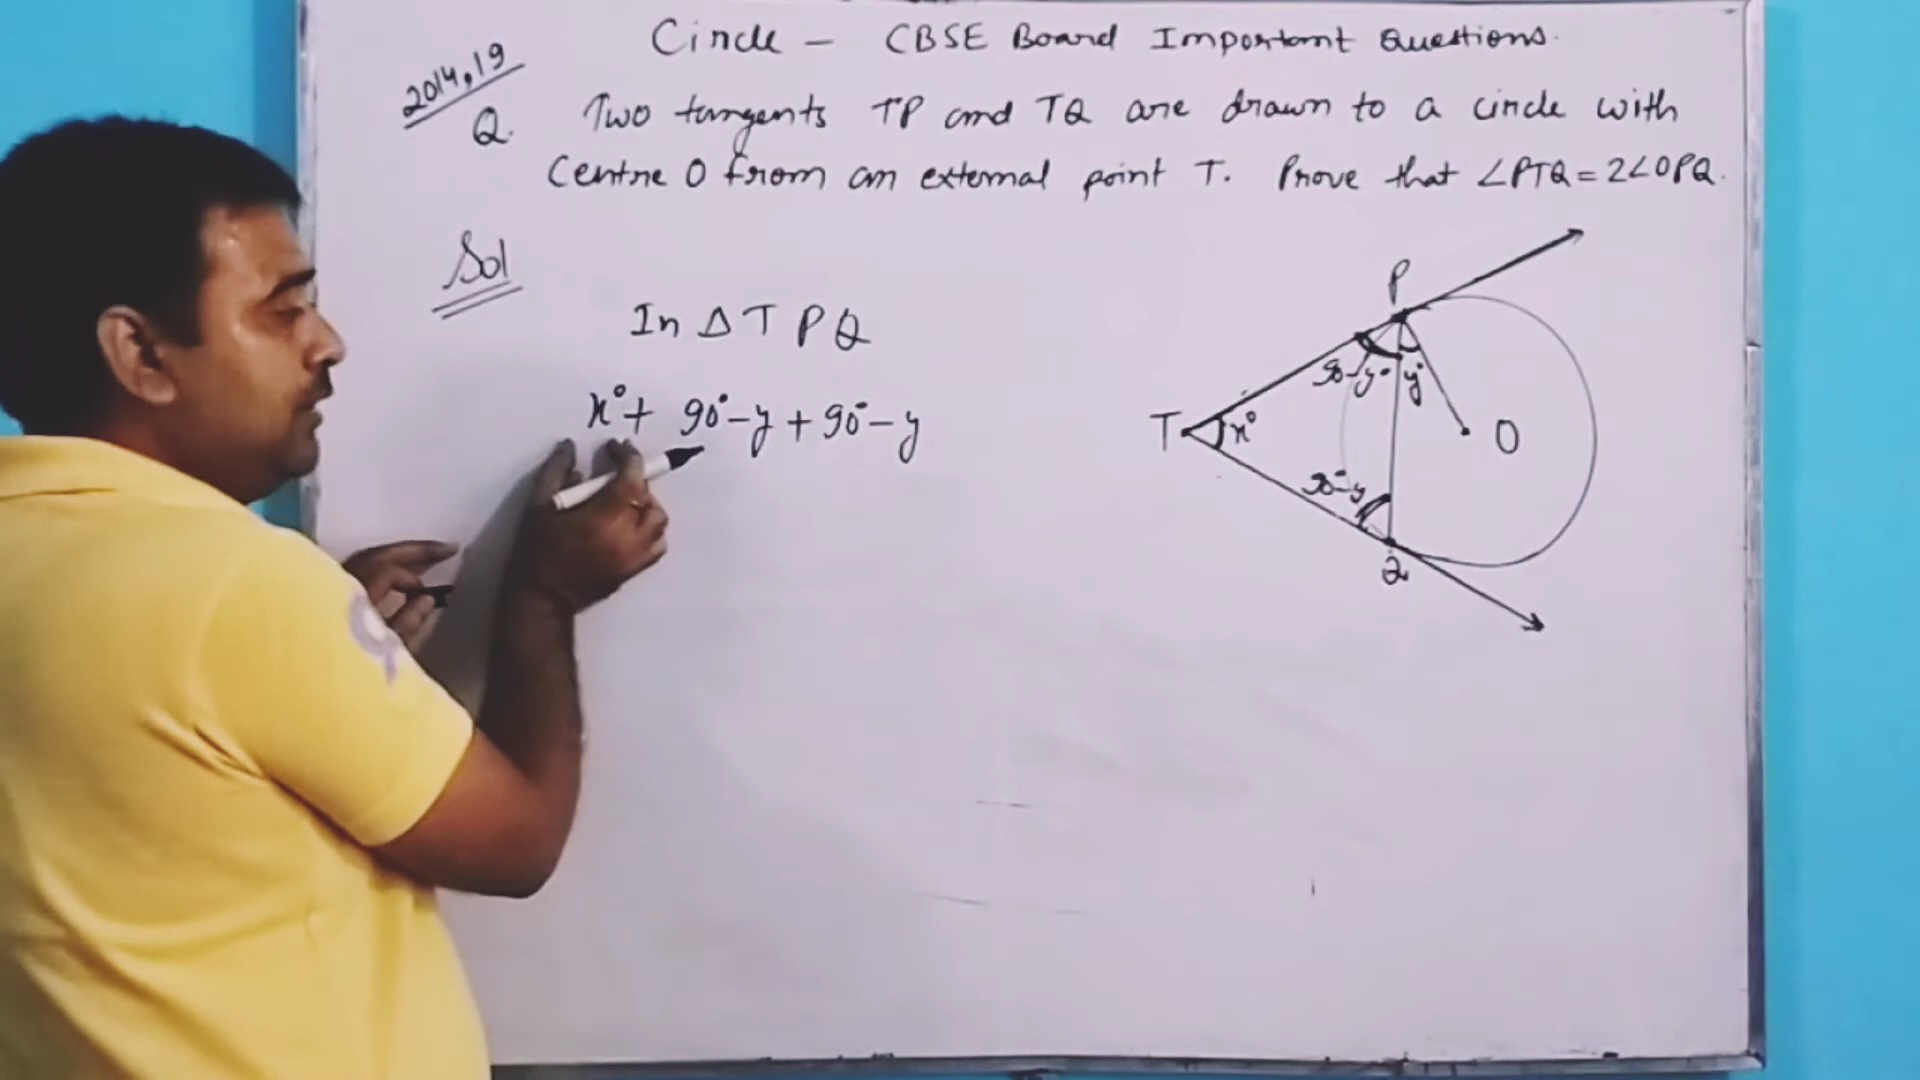 Circle - CBSE Board Important Questions.
2014,19
Q. Two tangents TP and TQ are drawn to a circle with
Centre O from an external point T. Prove that ∠PTQ = 2∠OPQ.
Sol
In Δ T P Q
x° + 90° - y + 90° - y
P
90 - y° y°
T x° O
90° - y
Q